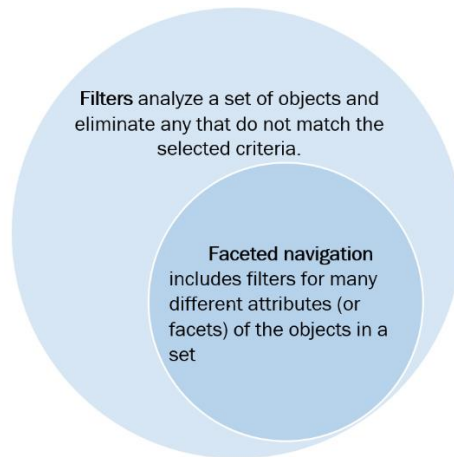 Filters analyze a set of objects and
eliminate any that do not match the
selected criteria.
Faceted navigation
includes filters for many
different attributes (or
facets) of the objects in a
set